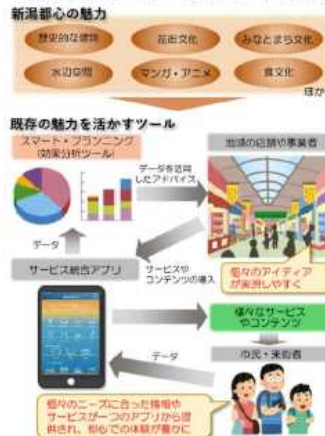 新潟都心の魅力
歴史的な建物
花街文化
みなとまち文化
水辺空間
マンガ・アニメ
食文化
ほか
既存の魅力を活かすツール
スマート・プランニング
(効果分析ツール)
データを活用
したアドバイス
地域の店舗や事業者
データ
サービス統合アプリ
サービスや
コンテンツの導入
個々のアイディア
が実現しやすく
様々なサービス
やコンテンツ
データ
市民・来街者
個々のニーズに合った情報や
サービスが一つのアプリから提
供され、都心での体験が豊かに